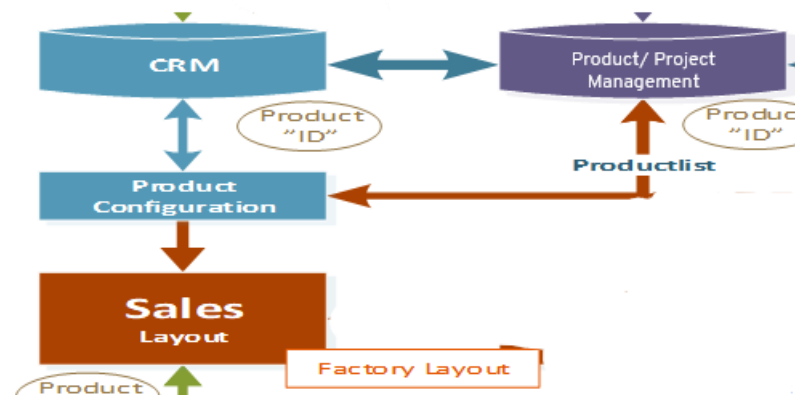 CRM
Product/ Project
Management
Product
"ID"
Produc
"ID"
Productlist
Product
Configuration
Sales
Layout
Factory Layout
Product